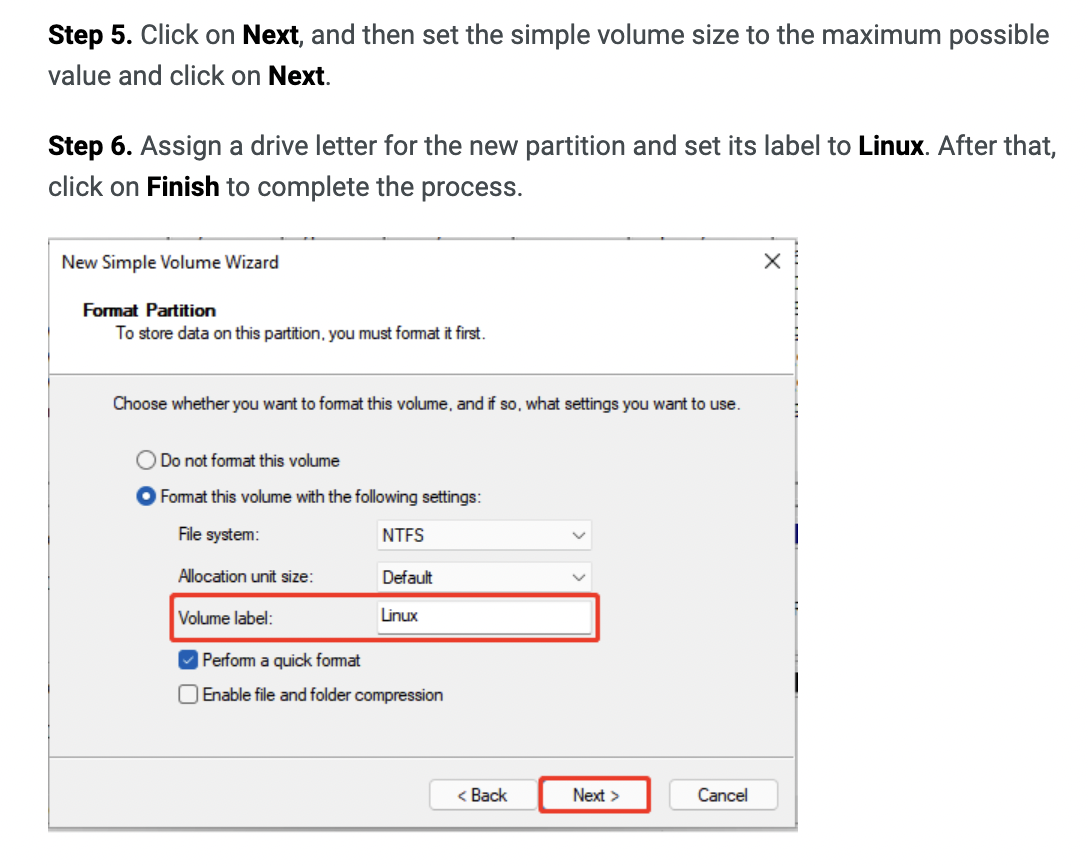 Step 5. Click on Next, and then set the simple volume size to the maximum possible
value and click on Next.
Step 6. Assign a drive letter for the new partition and set its label to Linux. After that,
click on Finish to complete the process.
New Simple Volume Wizard
Format Partition
To store data on this partition, you must format it first.
Choose whether you want to format this volume, and if so, what settings you want to use.
Do not format this volume
Format this volume with the following settings:
File system: NTFS
Allocation unit size: Default
Volume label: Linux
Perform a quick format
Enable file and folder compression
< Back Next > Cancel